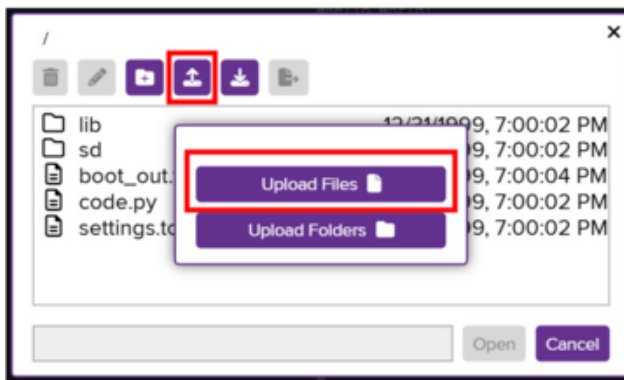 /
×
lib 12/31/1999, 7:00:02 PM
sd 99, 7:00:02 PM
boot_out. 99, 7:00:04 PM
code.py 99, 7:00:02 PM
settings.to 99, 7:00:02 PM
Upload Files
Upload Folders
Open Cancel